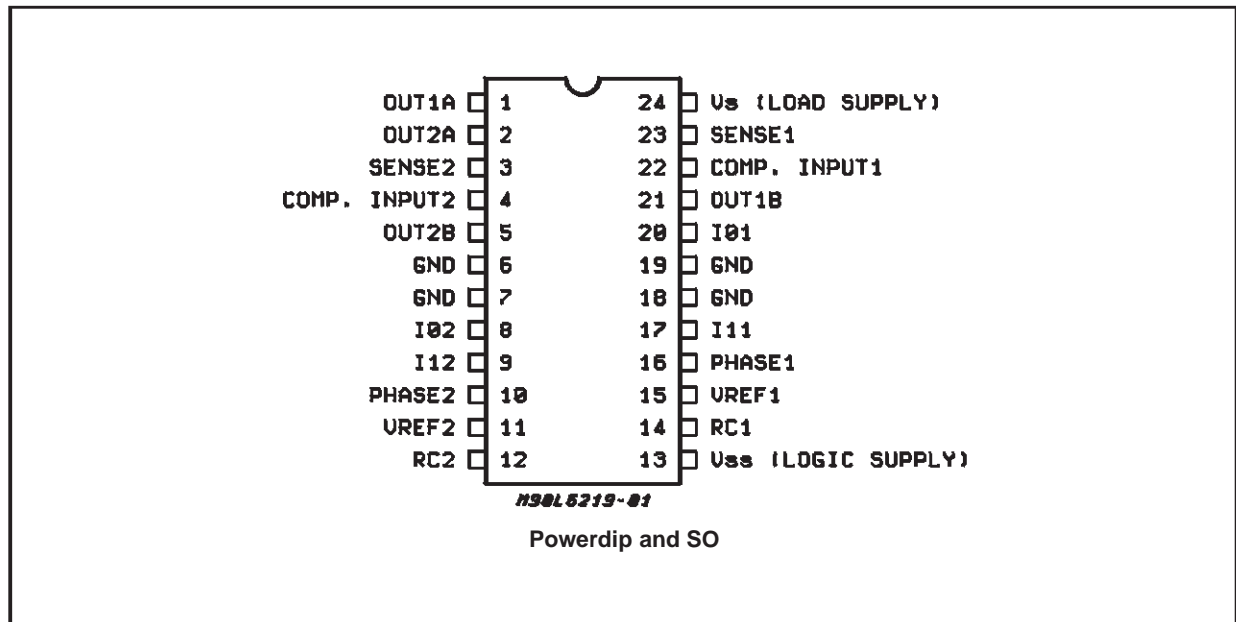 OUT1A 1 24 Vs (LOAD SUPPLY)
OUT2A 2 23 SENSE1
SENSE2 3 22 COMP. INPUT1
COMP. INPUT2 4 21 OUT1B
OUT2B 5 20 I01
GND 6 19 GND
GND 7 18 GND
I02 8 17 I11
I12 9 16 PHASE1
PHASE2 10 15 VREF1
VREF2 11 14 RC1
RC2 12 13 Vss (LOGIC SUPPLY)
M90L6219-01
Powerdip and SO